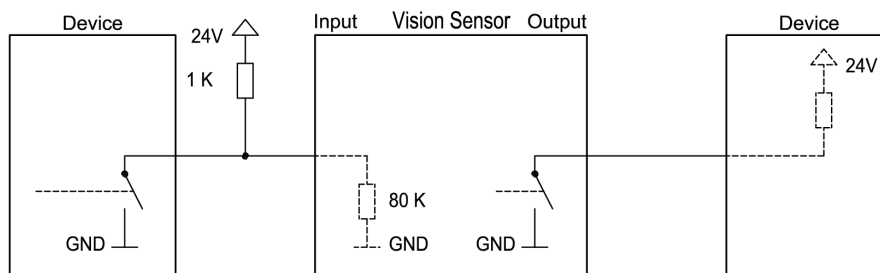 Device
24V
1 K
GND
Input
Vision Sensor
Output
80 K
GND
GND
Device
24V